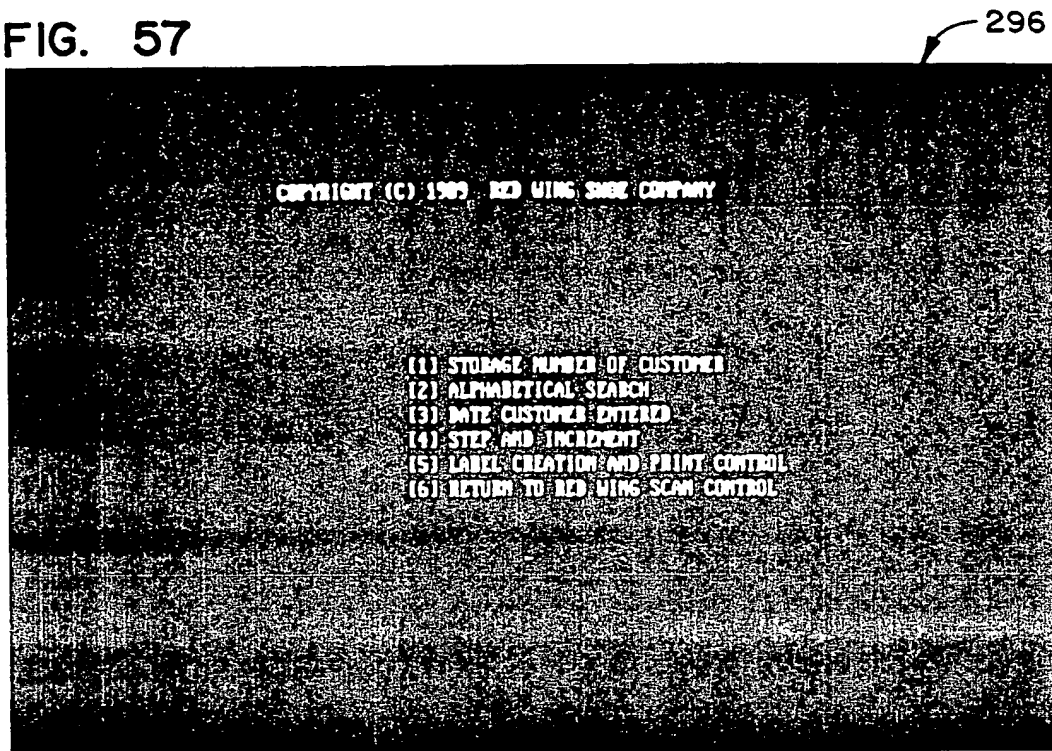 FIG. 57
296
COPYRIGHT (C) 1989 RED WING SHOE COMPANY
[1] STORAGE NUMBER OF CUSTOMER
[2] ALPHABETICAL SEARCH
[3] DATE CUSTOMER ENTERED
[4] STEP AND INCREMENT
[5] LABEL CREATION AND PRINT CONTROL
[6] RETURN TO RED WING SCAN CONTROL